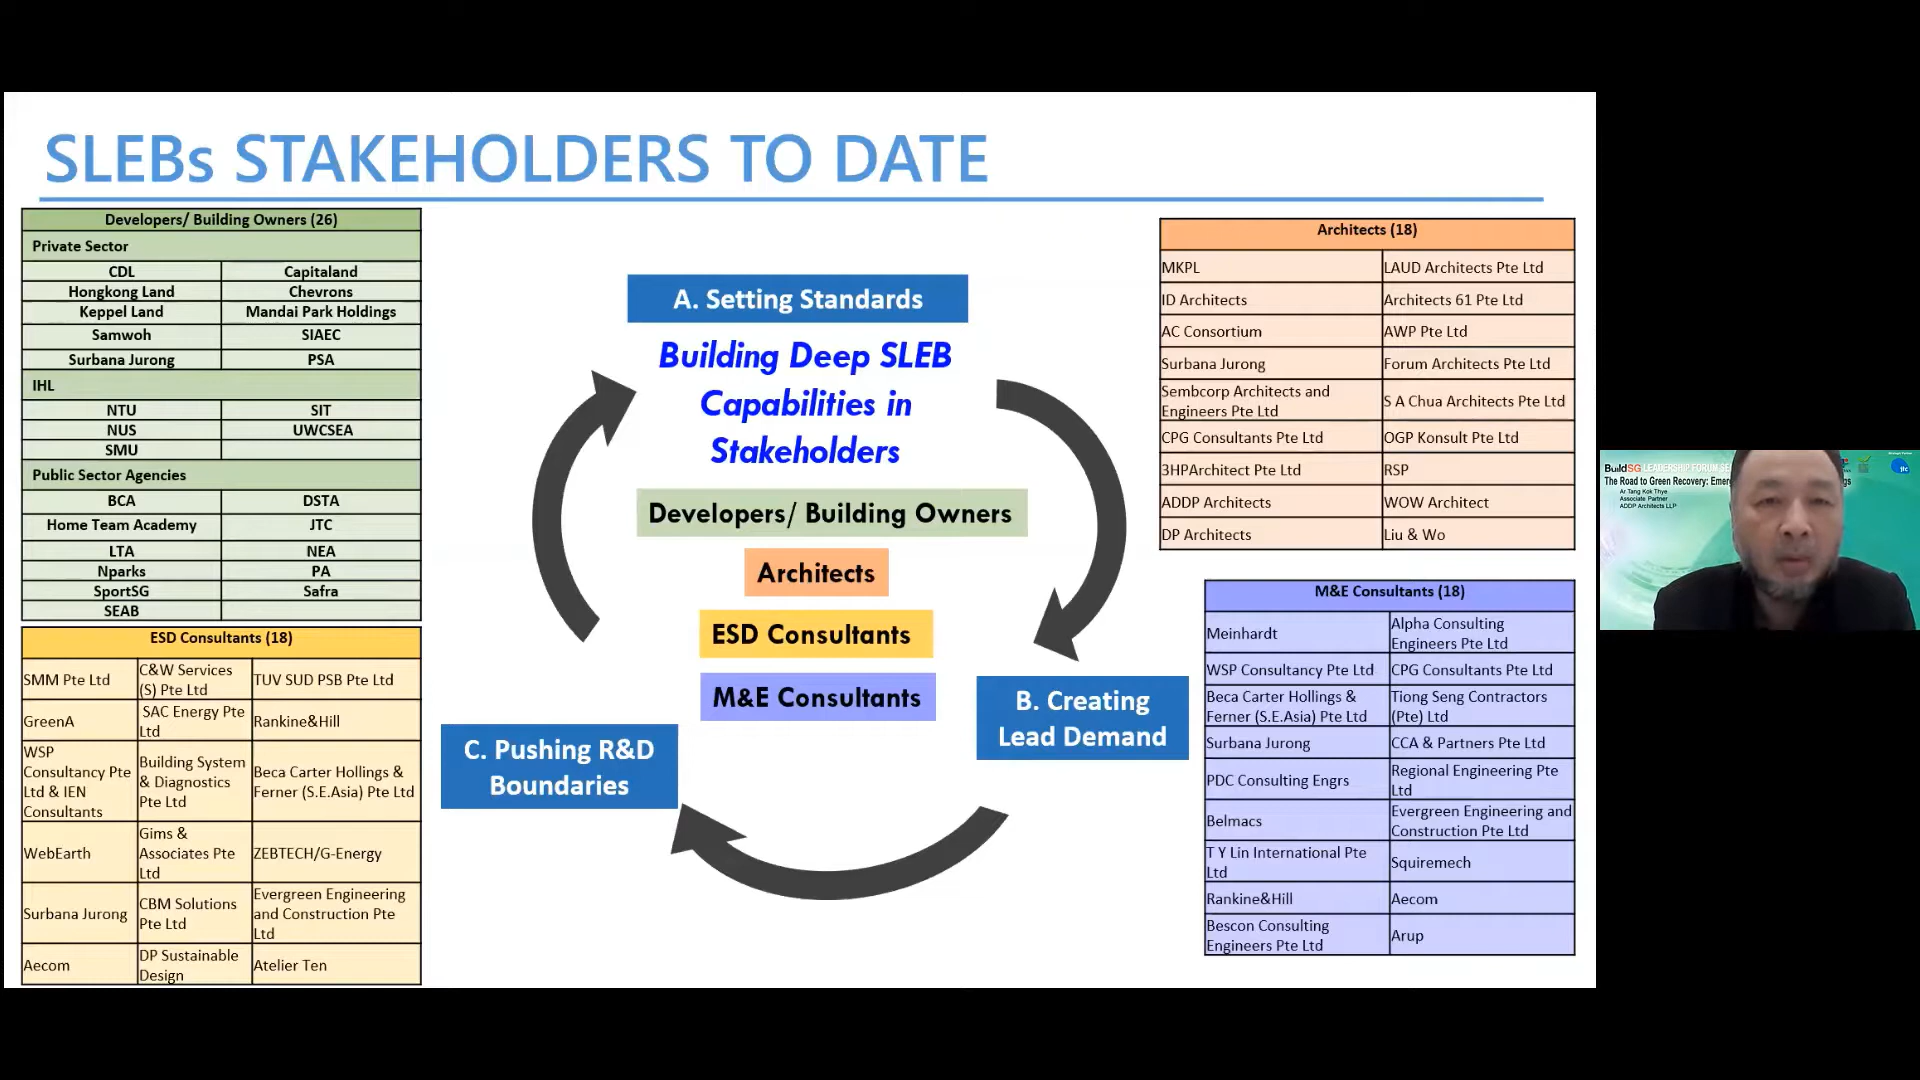 SLEBs STAKEHOLDERS TO DATE
Developers/ Building Owners (26)
Private Sector
CDL
Capitaland
Hongkong Land
Chevrons
Keppel Land
Mandai Park Holdings
Samwoh
SIAEC
Surbana Jurong
PSA
IHL
NTU
SIT
NUS
UWCSEA
SMU
Public Sector Agencies
BCA
DSTA
Home Team Academy
JTC
LTA
NEA
Nparks
PA
SportSG
Safra
SEAB
ESD Consultants (18)
SMM Pte Ltd
C&W Services
(S) Pte Ltd
TUV SUD PSB Pte Ltd
GreenA
SAC Energy Pte
Ltd
Rankine&Hill
WSP
Consultancy Pte
Ltd & IEN
Consultants
Building System
& Diagnostics
Pte Ltd
Beca Carter Hollings &
Ferner (S.E.Asia) Pte Ltd
WebEarth
Gims &
Associates Pte
Ltd
ZEBTECH/G-Energy
Surbana Jurong
CBM Solutions
Pte Ltd
Evergreen Engineering
and Construction Pte
Ltd
Aecom
DP Sustainable
Design
Atelier Ten
A. Setting Standards
Building Deep SLEB
Capabilities in
Stakeholders
Developers/ Building Owners
Architects
ESD Consultants
M&E Consultants
B. Creating
Lead Demand
C. Pushing R&D
Boundaries
Architects (18)
MKPL
LAUD Architects Pte Ltd
ID Architects
Architects 61 Pte Ltd
AC Consortium
AWP Pte Ltd
Surbana Jurong
Forum Architects Pte Ltd
Sembcorp Architects and
Engineers Pte Ltd
S A Chua Architects Pte Ltd
CPG Consultants Pte Ltd
OGP Konsult Pte Ltd
3HPArchitect Pte Ltd
RSP
ADDP Architects
WOW Architect
DP Architects
Liu & Wo
M&E Consultants (18)
Meinhardt
Alpha Consulting
Engineers Pte Ltd
WSP Consultancy Pte Ltd
CPG Consultants Pte Ltd
Beca Carter Hollings &
Ferner (S.E.Asia) Pte Ltd
Tiong Seng Contractors
(Pte) Ltd
Surbana Jurong
CCA & Partners Pte Ltd
PDC Consulting Engrs
Regional Engineering Pte
Ltd
Belmacs
Evergreen Engineering and
Construction Pte Ltd
T Y Lin International Pte
Ltd
Squiremech
Rankine&Hill
Aecom
Bescon Consulting
Engineers Pte Ltd
Arup
BuildSG LEADERSHIP FORUM
The Road to Green Recovery:
Ar Tang Kok Thye
Associate Partner
ADDP Architects LLP